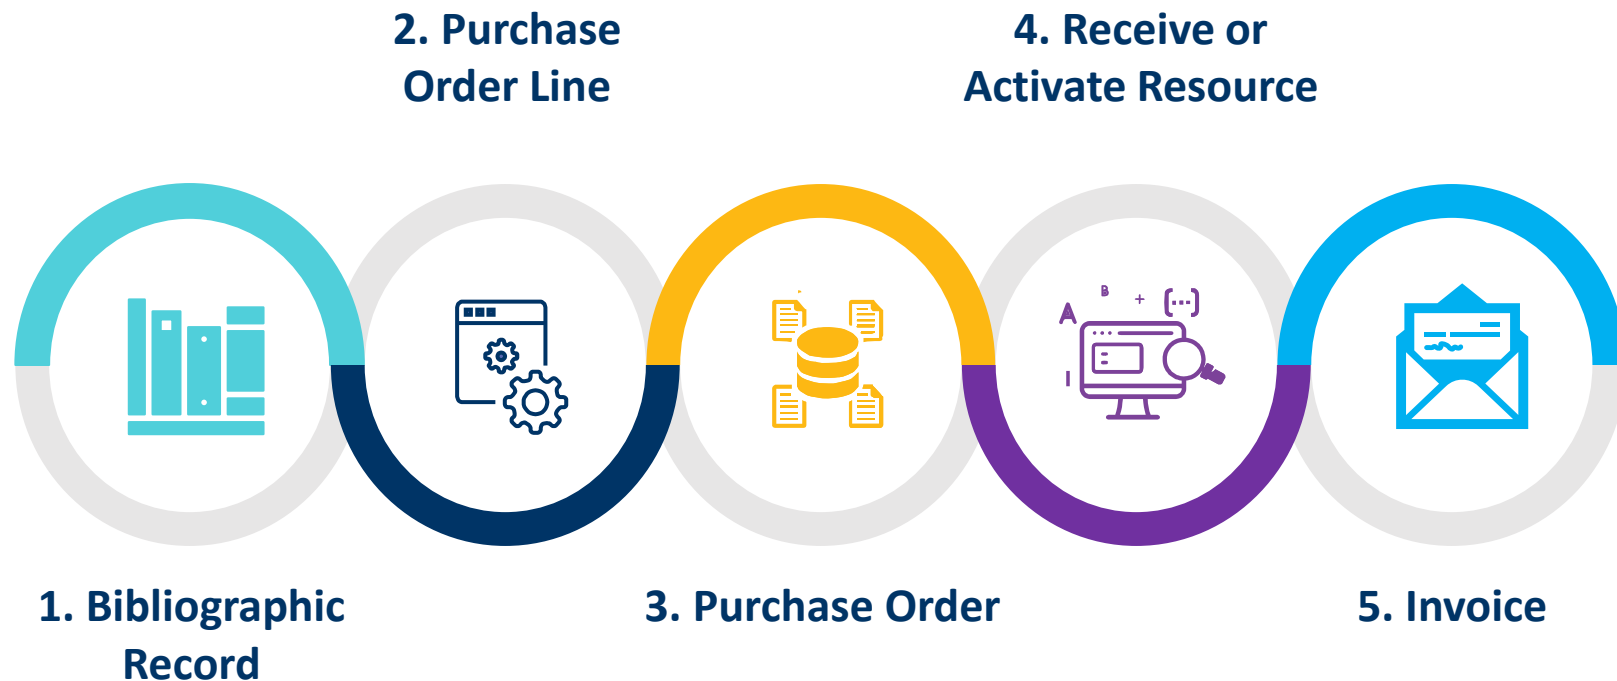 2. Purchase
Order Line
4. Receive or
Activate Resource
A
B
+
{...}
I
1. Bibliographic
Record
3. Purchase Order
5. Invoice